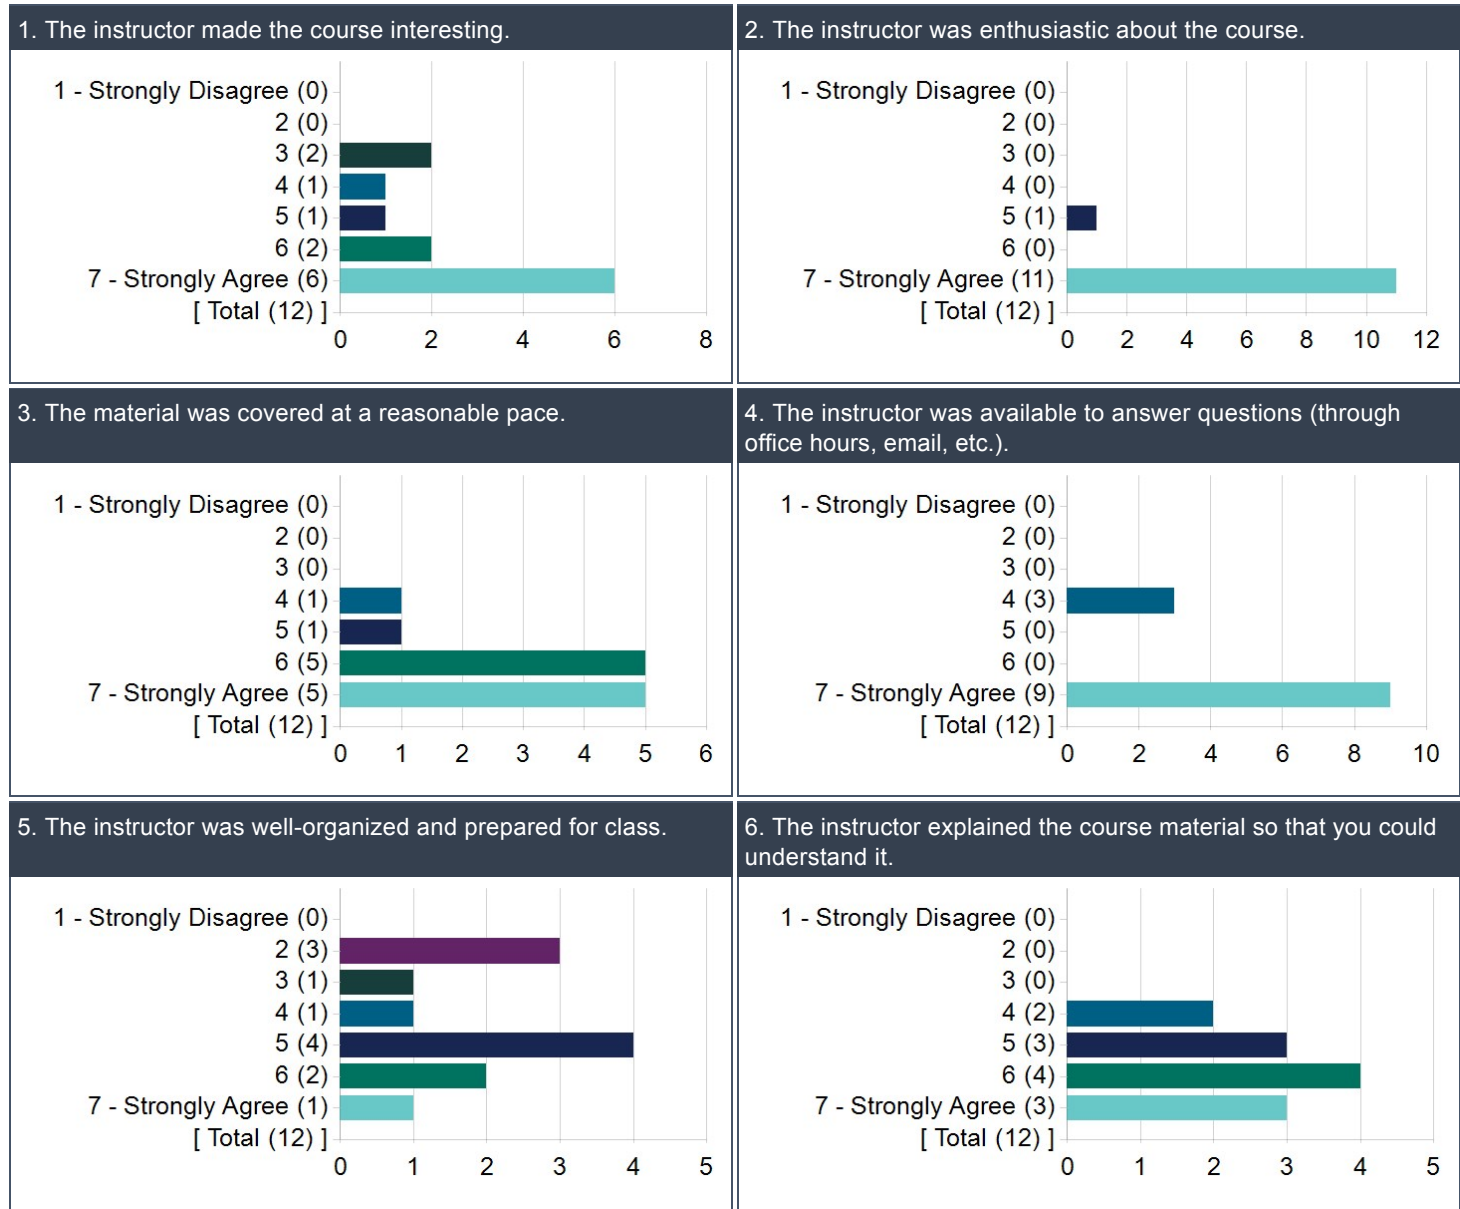 1. The instructor made the course interesting.
1 - Strongly Disagree (0)
2 (0)
3 (2)
4 (1)
5 (1)
6 (2)
7 - Strongly Agree (6)
[ Total (12) ]
0 2 4 6 8
2. The instructor was enthusiastic about the course.
1 - Strongly Disagree (0)
2 (0)
3 (0)
4 (0)
5 (1)
6 (0)
7 - Strongly Agree (11)
[ Total (12) ]
0 2 4 6 8 10 12
3. The material was covered at a reasonable pace.
1 - Strongly Disagree (0)
2 (0)
3 (0)
4 (1)
5 (1)
6 (5)
7 - Strongly Agree (5)
[ Total (12) ]
0 1 2 3 4 5 6
4. The instructor was available to answer questions (through
office hours, email, etc.).
1 - Strongly Disagree (0)
2 (0)
3 (0)
4 (3)
5 (0)
6 (0)
7 - Strongly Agree (9)
[ Total (12) ]
0 2 4 6 8 10
5. The instructor was well-organized and prepared for class.
1 - Strongly Disagree (0)
2 (3)
3 (1)
4 (1)
5 (4)
6 (2)
7 - Strongly Agree (1)
[ Total (12) ]
0 1 2 3 4 5
6. The instructor explained the course material so that you could
understand it.
1 - Strongly Disagree (0)
2 (0)
3 (0)
4 (2)
5 (3)
6 (4)
7 - Strongly Agree (3)
[ Total (12) ]
0 1 2 3 4 5